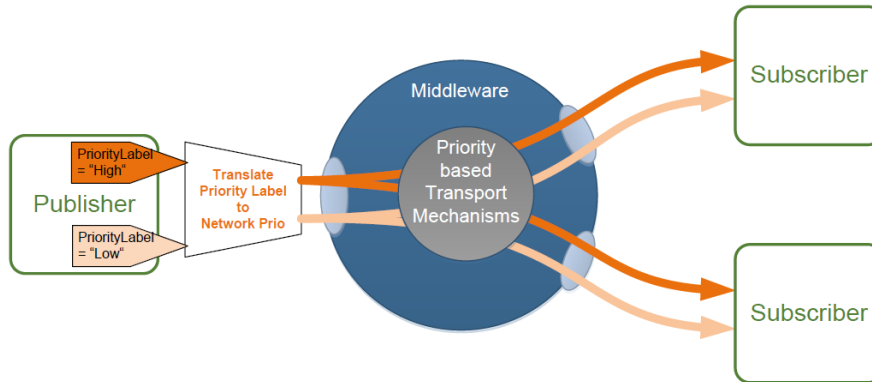 PriorityLabel
= "High"
Publisher
PriorityLabel
= "Low"
Translate
Priority Label
to
Network Prio
Middleware
Priority
based
Transport
Mechanisms
Subscriber
Subscriber